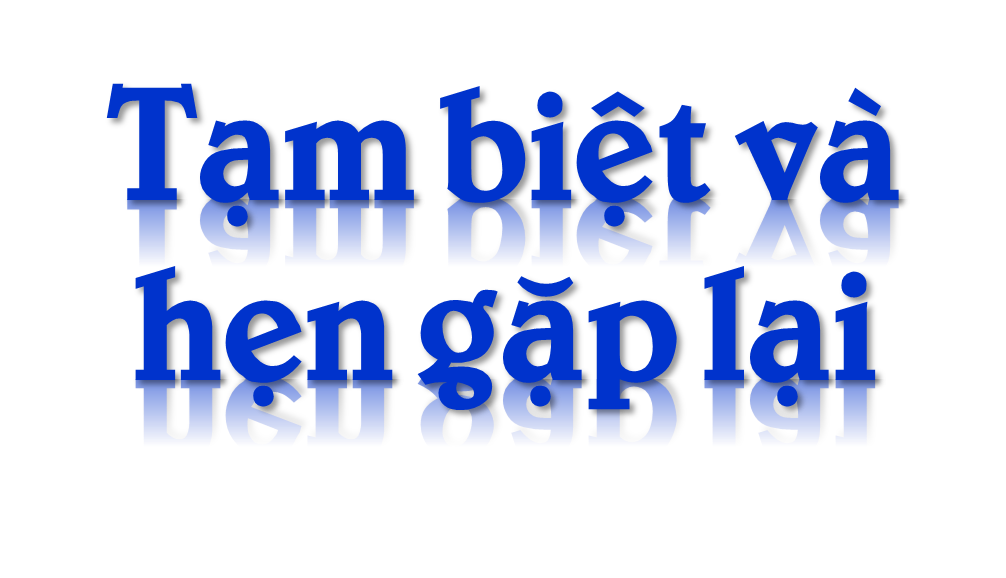 Tạm biệt và
hẹn gặp lại